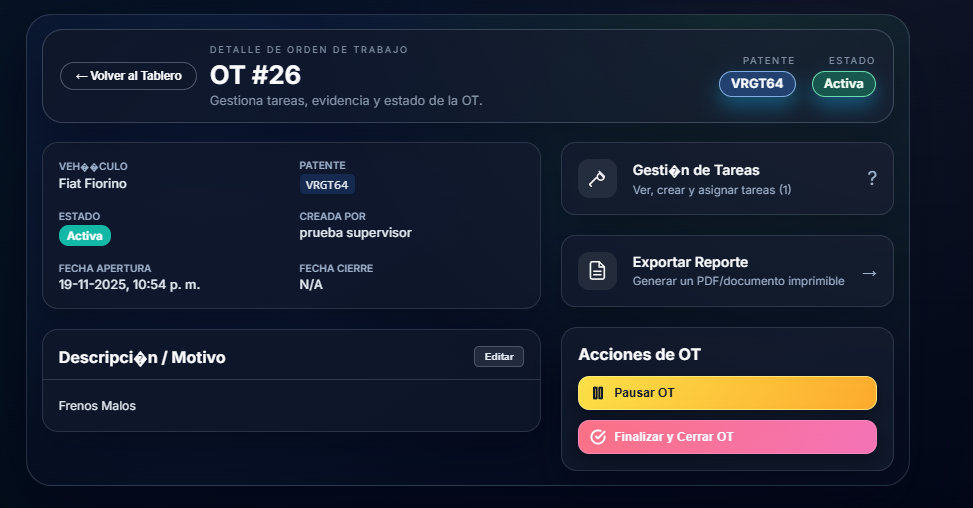 DETALLE DE ORDEN DE TRABAJO
← Volver al Tablero
OT #26
Gestiona tareas, evidencia y estado de la OT.
PATENTE
VRGT64
ESTADO
Activa
VEH��CULO
Fiat Fiorino
PATENTE
VRGT64
ESTADO
Activa
CREADA POR
prueba supervisor
FECHA APERTURA
19-11-2025, 10:54 p. m.
FECHA CIERRE
N/A
Descripci�n / Motivo
Editar
Frenos Malos
Gesti�n de Tareas
Ver, crear y asignar tareas (1)
?
Exportar Reporte
Generar un PDF/documento imprimible
→
Acciones de OT
Pausar OT
Finalizar y Cerrar OT